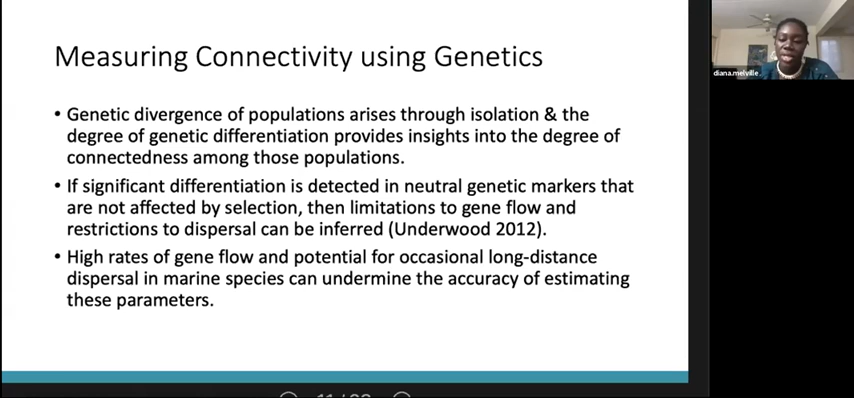 Measuring Connectivity using Genetics
• Genetic divergence of populations arises through isolation & the
degree of genetic differentiation provides insights into the degree of
connectedness among those populations.
• If significant differentiation is detected in neutral genetic markers that
are not affected by selection, then limitations to gene flow and
restrictions to dispersal can be inferred (Underwood 2012).
• High rates of gene flow and potential for occasional long-distance
dispersal in marine species can undermine the accuracy of estimating
these parameters.
diana.melville